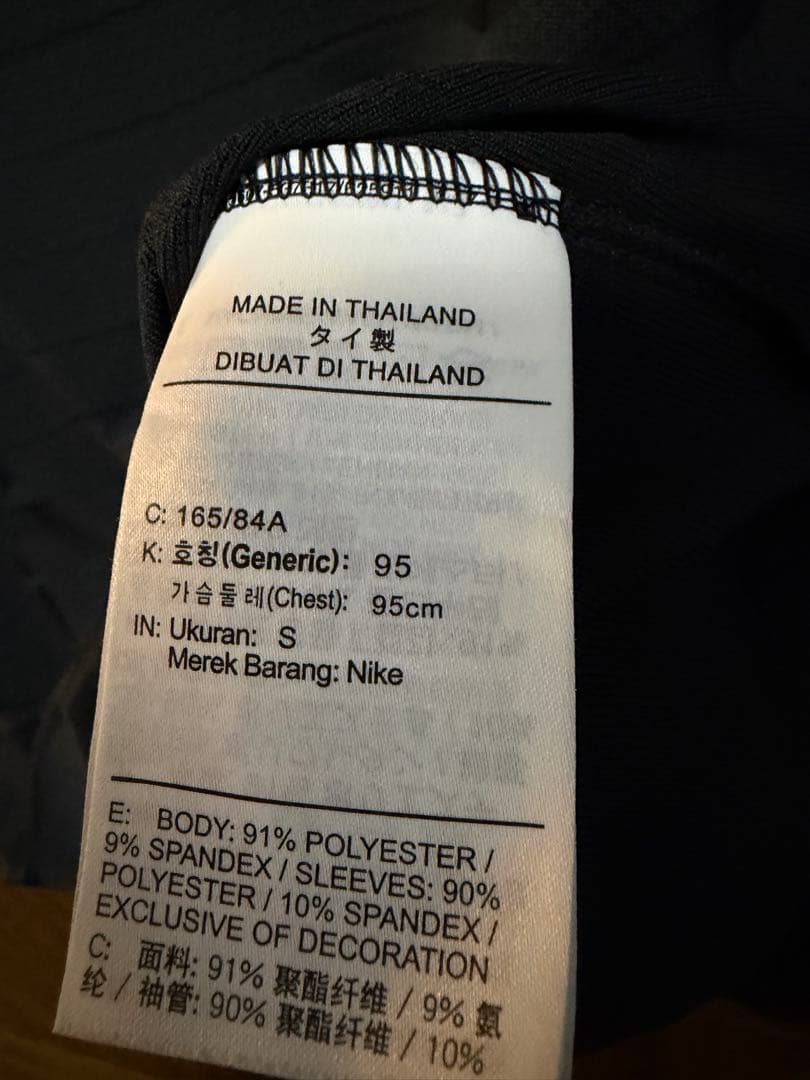 MADE IN THAILAND
タイ製
DIBUAT DI THAILAND
C: 165/84A
K: 호칭(Generic): 95
가슴둘레(Chest): 95cm
IN: Ukuran: S
Merek Barang: Nike
E: BODY: 91% POLYESTER /
9% SPANDEX / SLEEVES: 90%
POLYESTER / 10% SPANDEX /
EXCLUSIVE OF DECORATION
C: 面料: 91% 聚酯纤维 / 9% 氨
纶 / 袖管: 90% 聚酯纤维 / 10%